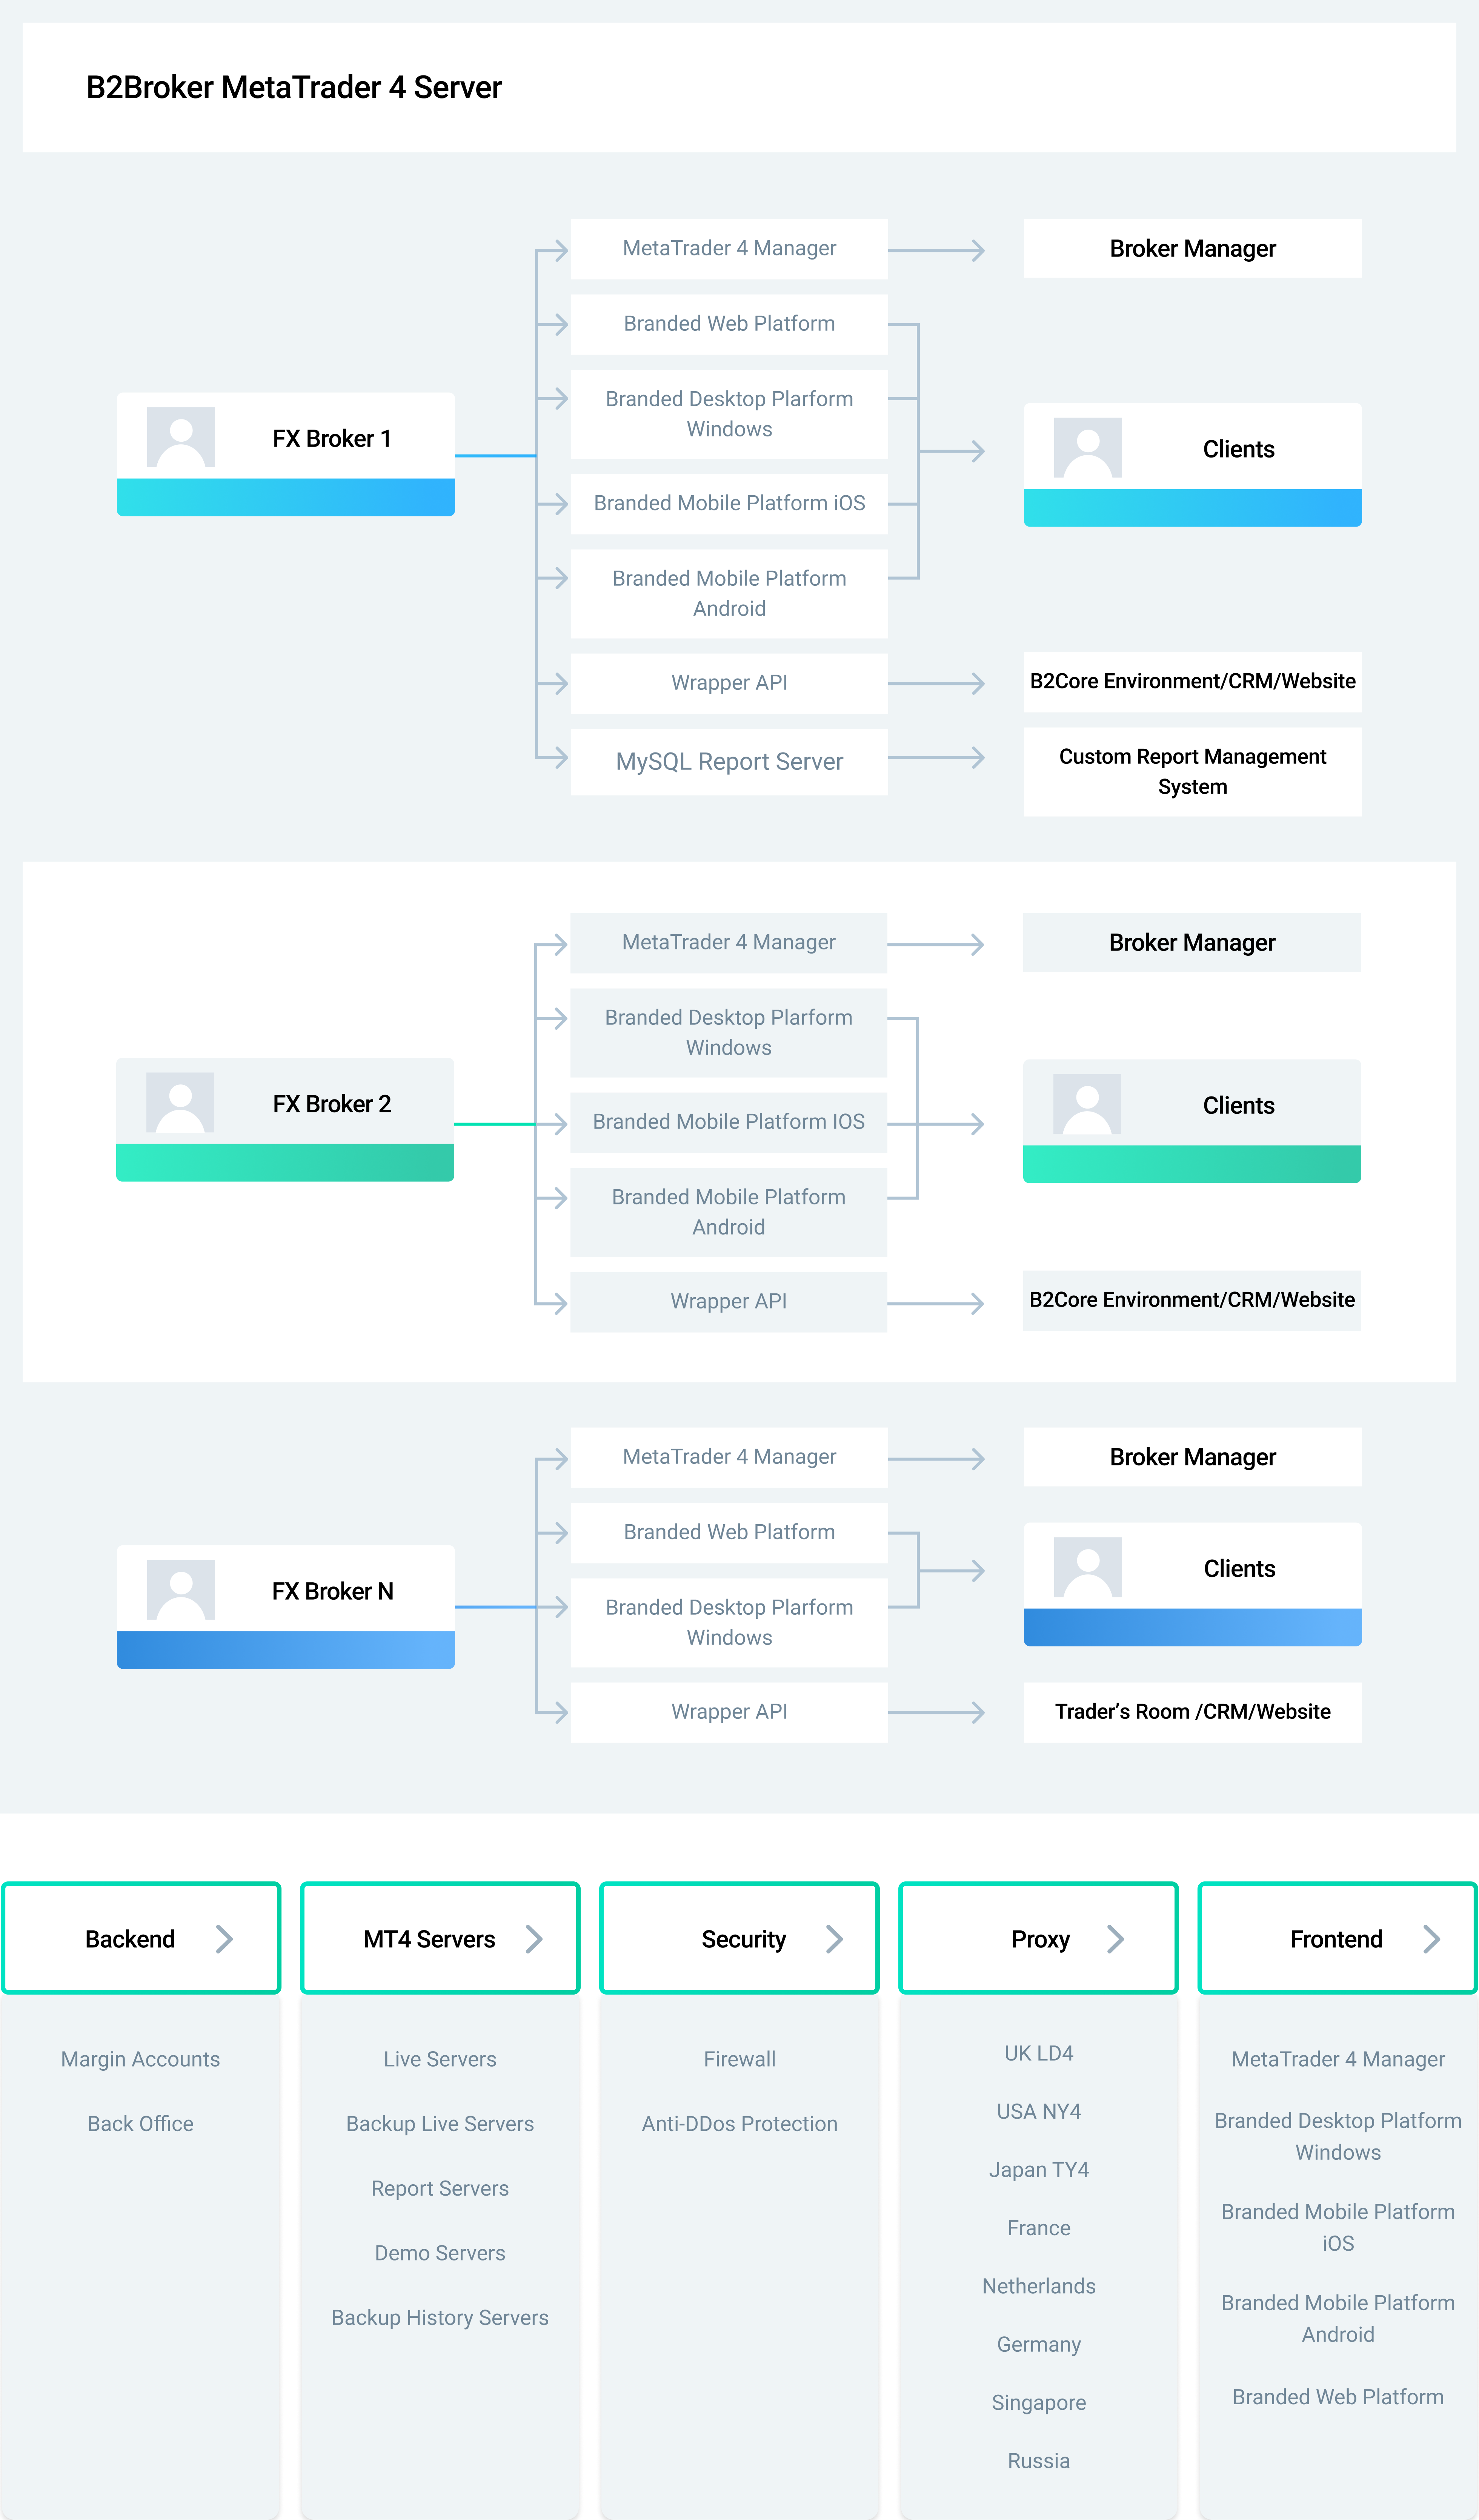 B2Broker MetaTrader 4 Server
MetaTrader 4 Manager
Broker Manager
Branded Web Platform
Branded Desktop Plarform
Windows
FX Broker 1
Clients
Branded Mobile Platform iOS
Branded Mobile Platform
Android
Wrapper API
B2Core Environment/CRM/Website
MySQL Report Server
Custom Report Management
System
MetaTrader 4 Manager
Broker Manager
Branded Desktop Plarform
Windows
FX Broker 2
Clients
Branded Mobile Platform IOS
Branded Mobile Platform
Android
Wrapper API
B2Core Environment/CRM/Website
MetaTrader 4 Manager
Broker Manager
Branded Web Platform
Clients
FX Broker N
Branded Desktop Plarform
Windows
Wrapper API
Trader’s Room /CRM/Website
Backend
Margin Accounts
Back Office
MT4 Servers
Live Servers
Backup Live Servers
Report Servers
Demo Servers
Backup History Servers
Security
Firewall
Anti-DDos Protection
Proxy
UK LD4
USA NY4
Japan TY4
France
Netherlands
Germany
Singapore
Russia
Frontend
MetaTrader 4 Manager
Branded Desktop Platform
Windows
Branded Mobile Platform
iOS
Branded Mobile Platform
Android
Branded Web Platform